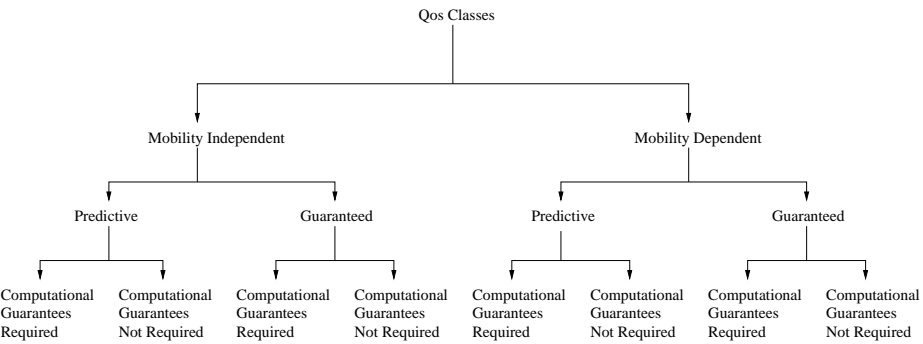 Qos Classes
Mobility Independent
Mobility Dependent
Predictive
Guaranteed
Predictive
Guaranteed
Computational
Guarantees
Required
Computational
Guarantees
Not Required
Computational
Guarantees
Required
Computational
Guarantees
Not Required
Computational
Guarantees
Required
Computational
Guarantees
Not Required
Computational
Guarantees
Required
Computational
Guarantees
Not Required